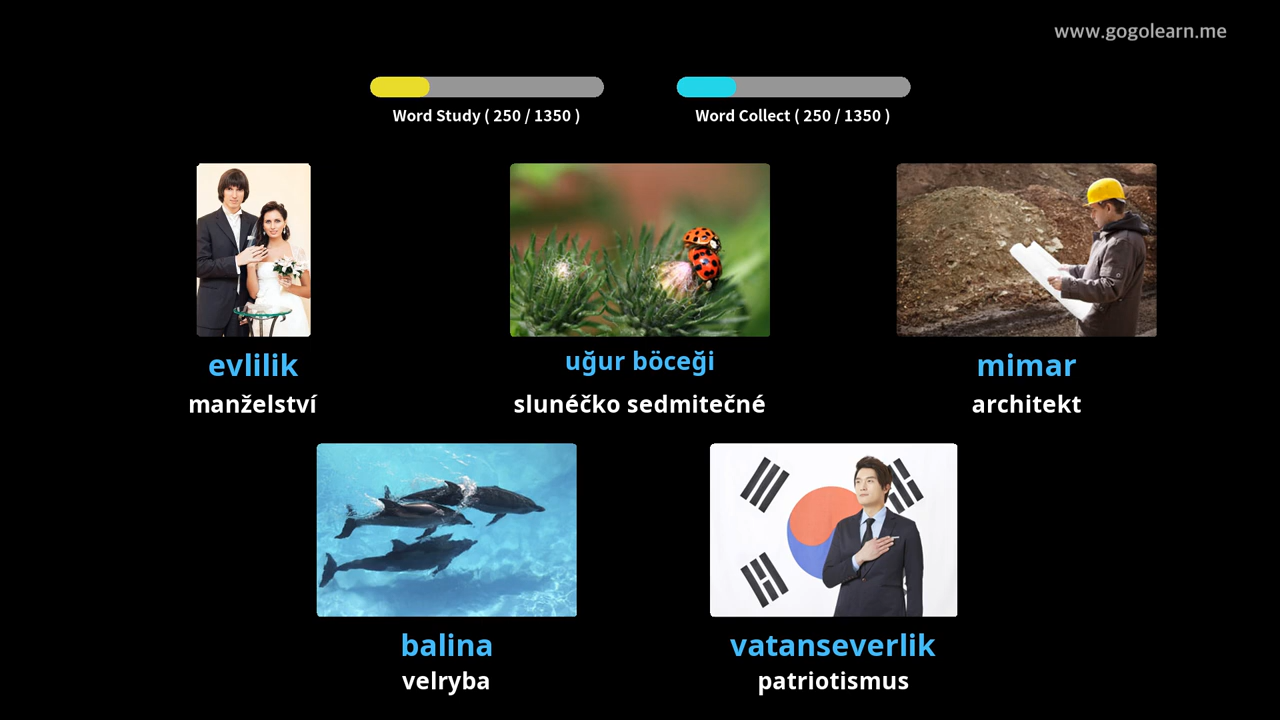 www.gogolearn.me
Word Study ( 250 / 1350 )
Word Collect ( 250 / 1350 )
evlilik
manželství
uğur böceği
slunéčko sedmitečné
mimar
architekt
balina
velryba
vatanseverlik
patriotismus